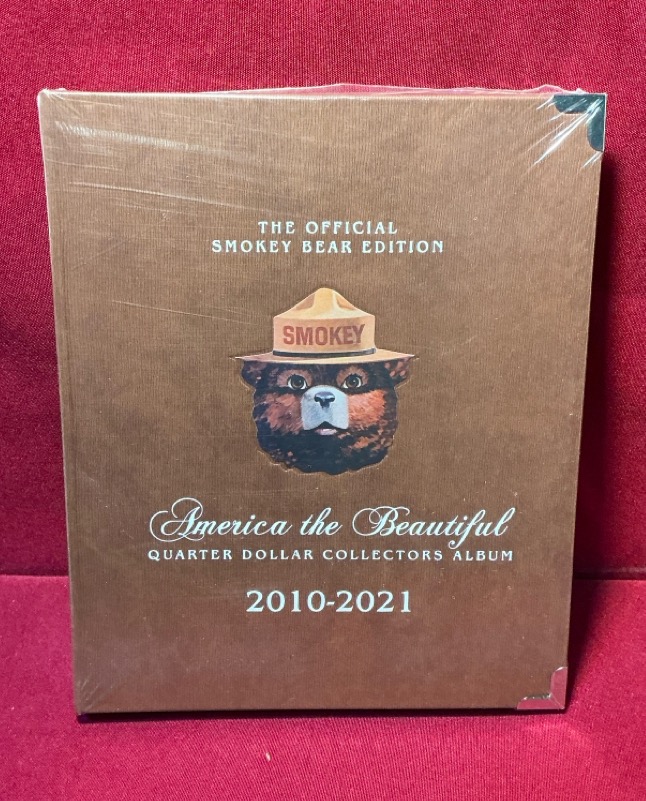 THE OFFICIAL
SMOKEY BEAR EDITION
SMOKEY
America the Beautiful
QUARTER DOLLAR COLLECTORS ALBUM
2010-2021